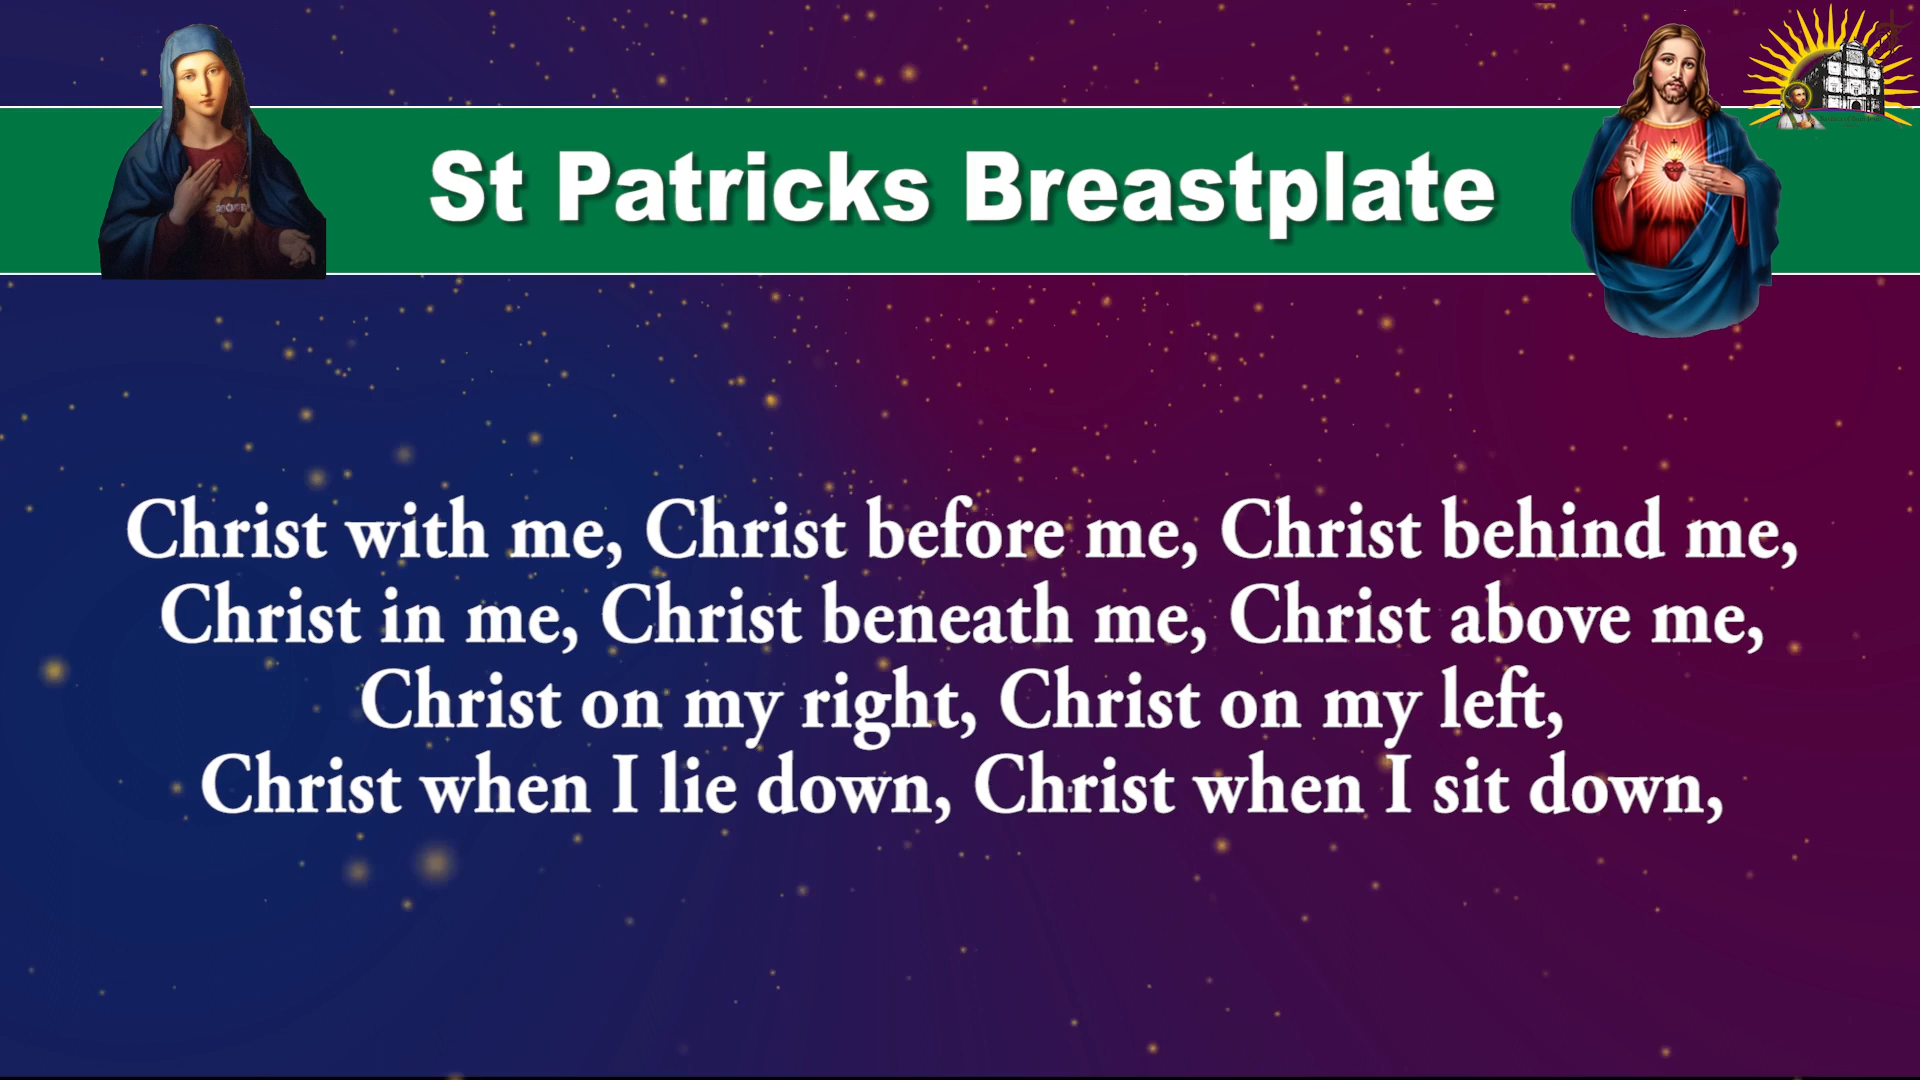 St Patricks Breastplate
Christ with me, Christ before me, Christ behind me,
Christ in me, Christ beneath me, Christ above me,
Christ on my right, Christ on my left,
Christ when I lie down, Christ when I sit down,